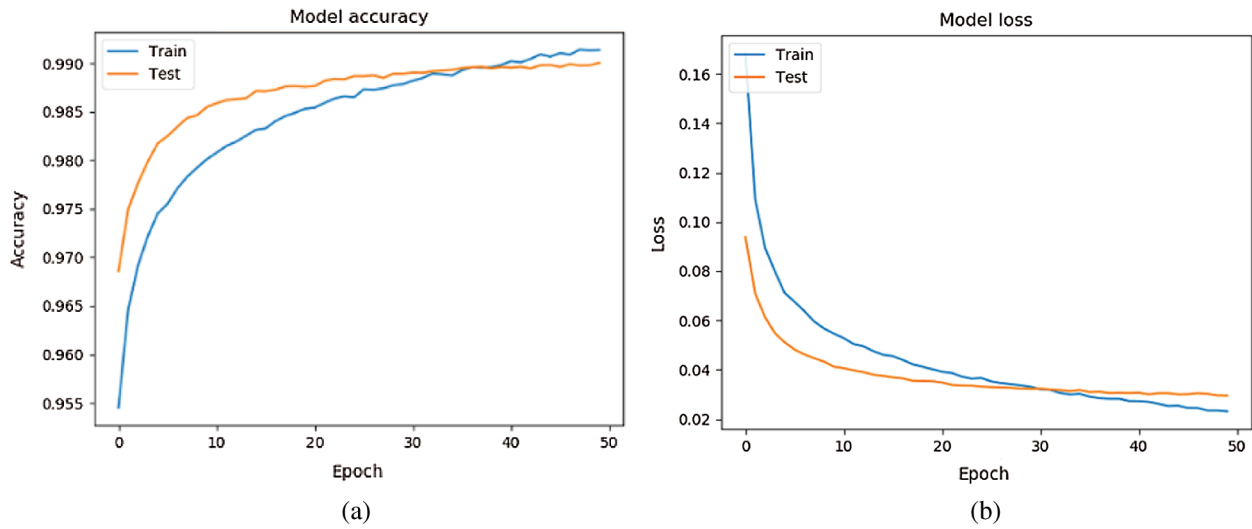 Model accuracy
Train
Test
0.990
0.985
0.980
0.975
0.970
0.965
0.960
0.955
Accuracy
0 10 20 30 40 50
Epoch
(a)
Model loss
Train
Test
0.16
0.14
0.12
0.10
0.08
0.06
0.04
0.02
Loss
0 10 20 30 40 50
Epoch
(b)